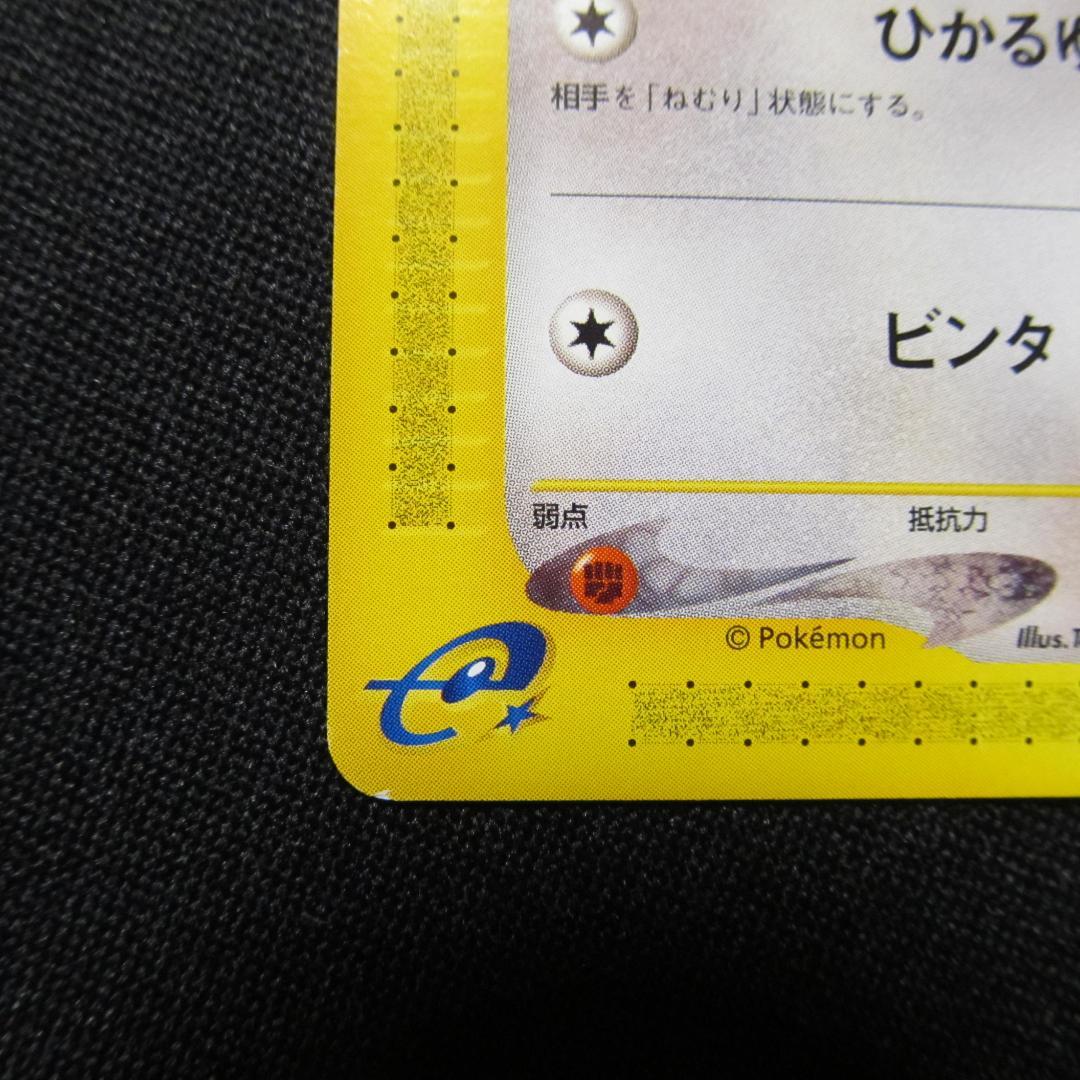 ひかる
相手を「ねむり」状態にする。
ビンタ
弱点
抵抗力
© Pokémon
Illus.